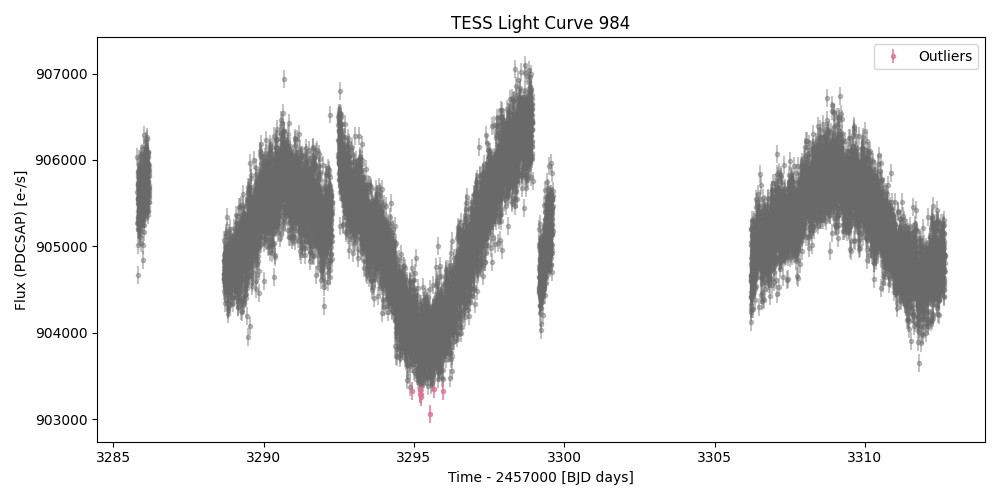 TESS Light Curve 984
Outliers
907000
906000
905000
904000
903000
Flux (PDCSAP) [e-/s]
3285
3290
3295
3300
3305
3310
Time - 2457000 [BJD days]